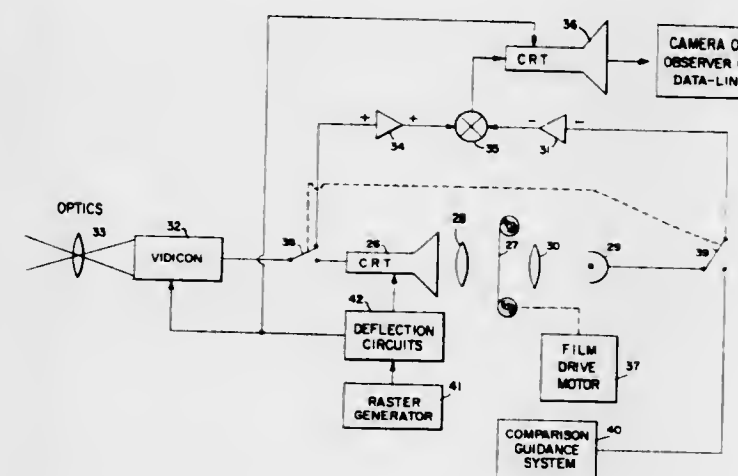 36
CRT
CAMERA O
OBSERVER
DATA-LIN
+
+
34
35
-
-
31
OPTICS
33
32
VIDICON
38
26
CRT
28
27
30
29
39
42
DEFLECTION
CIRCUITS
FILM
DRIVE
MOTOR
37
RASTER
GENERATOR
41
COMPARISON
GUIDANCE
SYSTEM
40